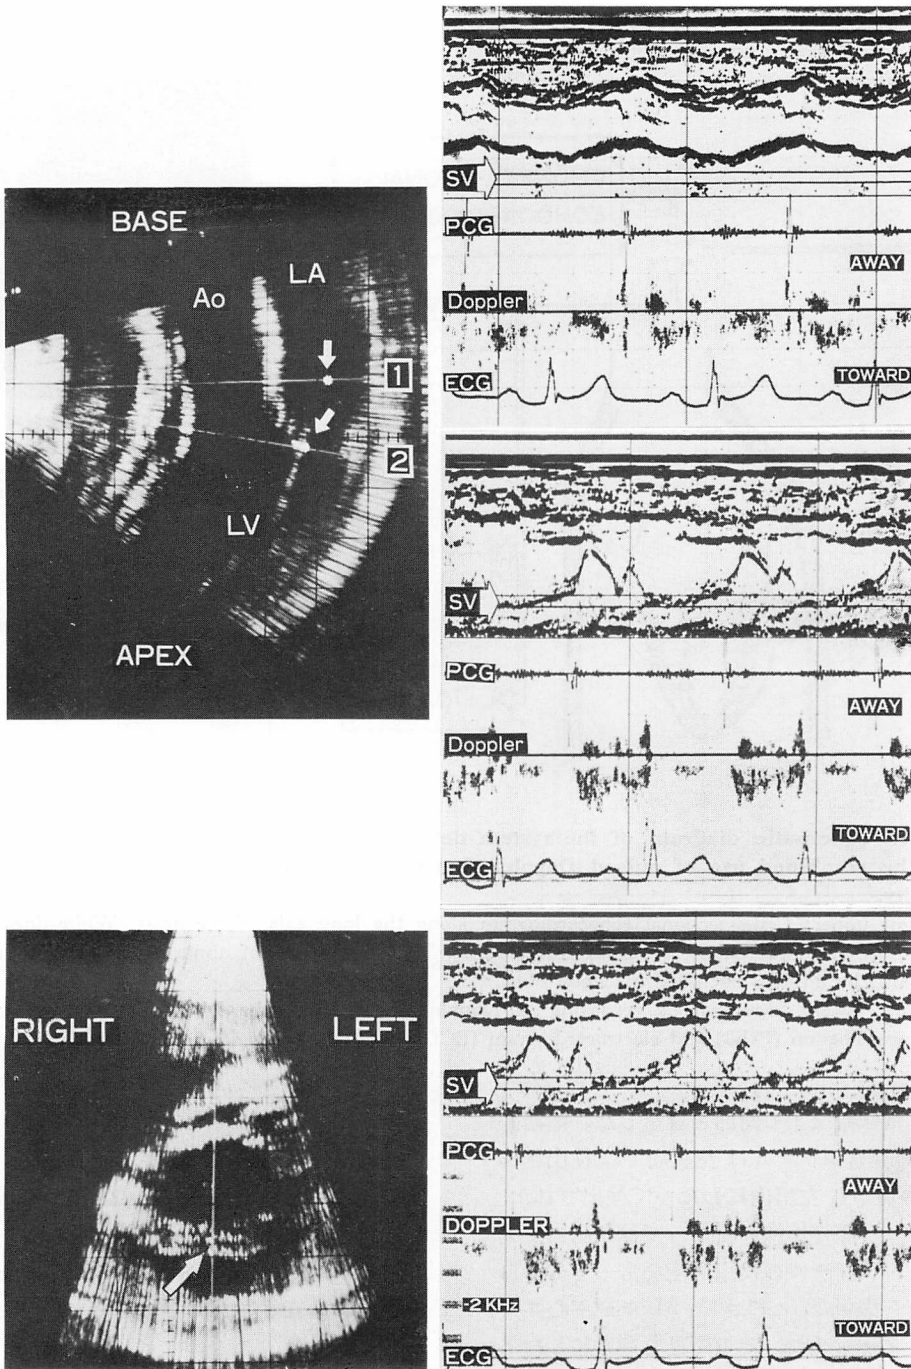 BASE
LA
Ao
1
2
LV
APEX
SV
PCG
AWAY
Doppler
ECG
TOWARD
SV
PCG
AWAY
Doppler
TOWARD
ECG
RIGHT
LEFT
SV
PCG
AWAY
DOPPLER
-2 KHz
TOWARD
ECG